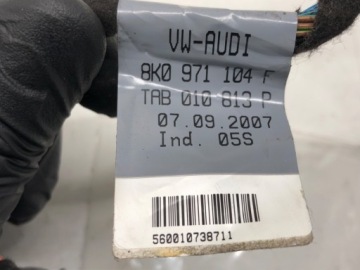 VW-AUDI
8K0 971 104 F
TAB 010 813 P
07.09.2007
Ind. 05S
560010738711